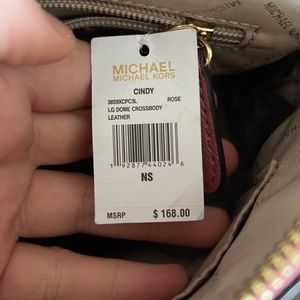 MICHAEL
MICHAEL KORS
CINDY
38S9XCPC3L ROSE
LG DOME CROSSBODY
LEATHER
1 92877 44024 6
NS
MSRP $ 168.00